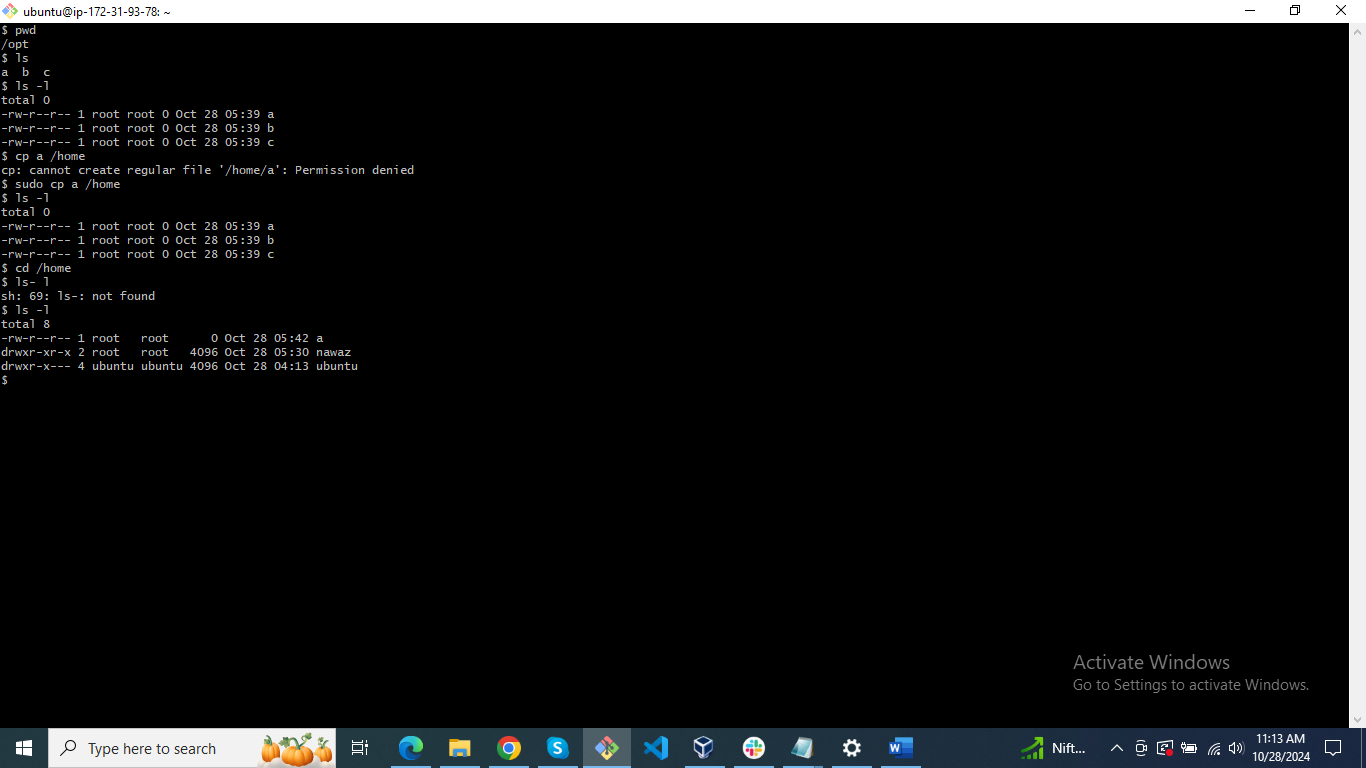 ubuntu@ip-172-31-93-78: ~
$ pwd
/opt
$ ls
a  b  c
$ ls -l
total 0
-rw-r--r-- 1 root root 0 Oct 28 05:39 a
-rw-r--r-- 1 root root 0 Oct 28 05:39 b
-rw-r--r-- 1 root root 0 Oct 28 05:39 c
$ cp a /home
cp: cannot create regular file '/home/a': Permission denied
$ sudo cp a /home
$ ls -l
total 0
-rw-r--r-- 1 root root 0 Oct 28 05:39 a
-rw-r--r-- 1 root root 0 Oct 28 05:39 b
-rw-r--r-- 1 root root 0 Oct 28 05:39 c
$ cd /home
$ ls- l
sh: 69: ls-: not found
$ ls -l
total 8
-rw-r--r-- 1 root   root      0 Oct 28 05:42 a
drwxr-xr-x 2 root   root   4096 Oct 28 05:30 nawaz
drwxr-x--- 4 ubuntu ubuntu 4096 Oct 28 04:13 ubuntu
$
Activate Windows
Go to Settings to activate Windows.
Type here to search
Nift...
11:13 AM
10/28/2024